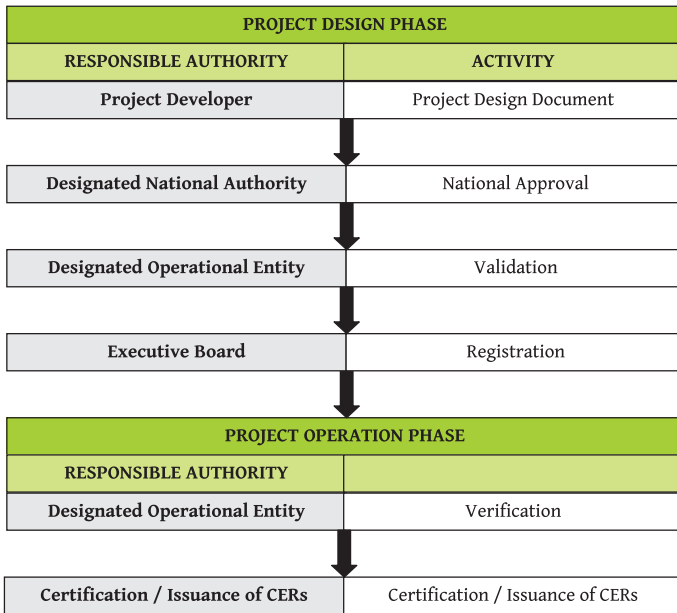 PROJECT DESIGN PHASE
RESPONSIBLE AUTHORITY ACTIVITY
Project Developer Project Design Document
Designated National Authority National Approval
Designated Operational Entity Validation
Executive Board Registration
PROJECT OPERATION PHASE
RESPONSIBLE AUTHORITY
Designated Operational Entity Verification
Certification / Issuance of CERs Certification / Issuance of CERs